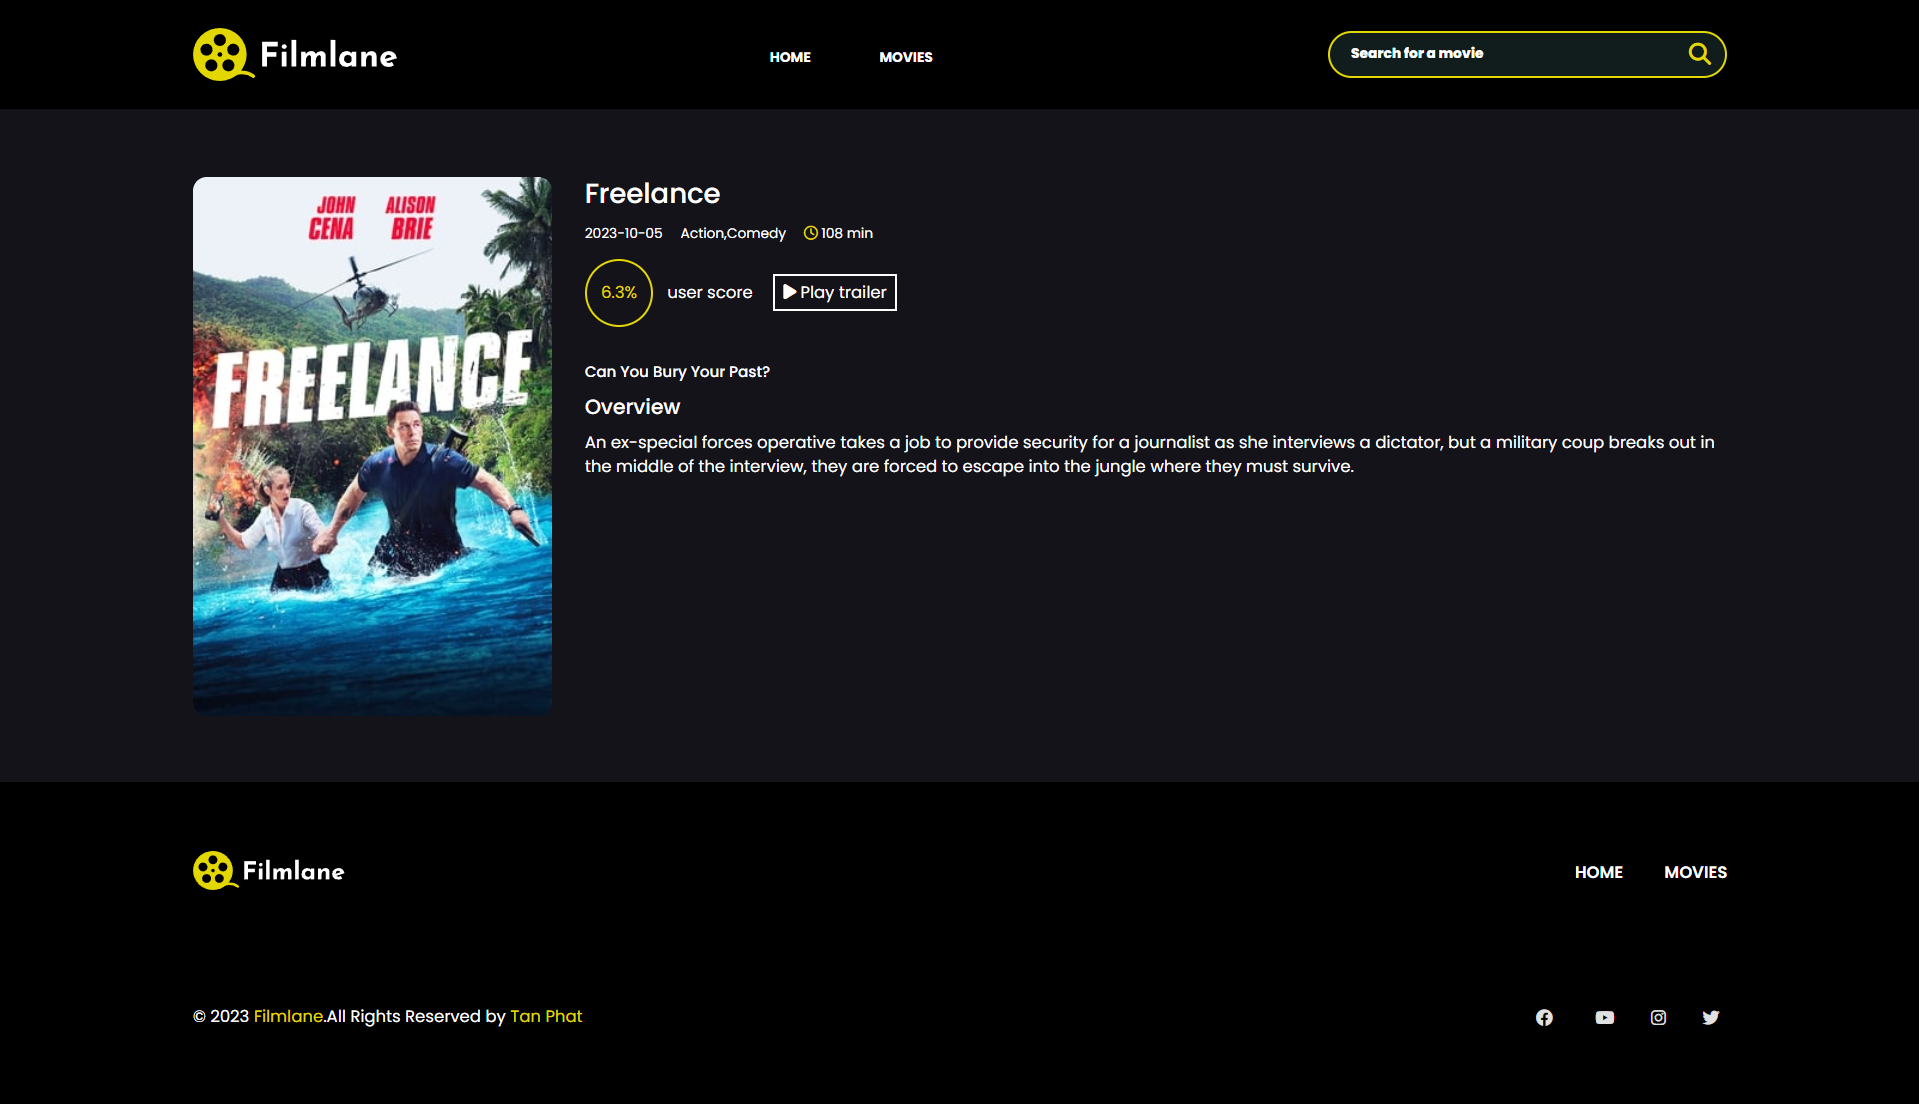 Filmlane
HOME MOVIES
Search for a movie
JOHN CENA
ALISON BRIE
FREELANCE
Freelance
2023-10-05 Action,Comedy 108 min
6.3% user score Play trailer
Can You Bury Your Past?
Overview
An ex-special forces operative takes a job to provide security for a journalist as she interviews a dictator, but a military coup breaks out in
the middle of the interview, they are forced to escape into the jungle where they must survive.
Filmlane
HOME MOVIES
© 2023 Filmlane.All Rights Reserved by Tan Phat